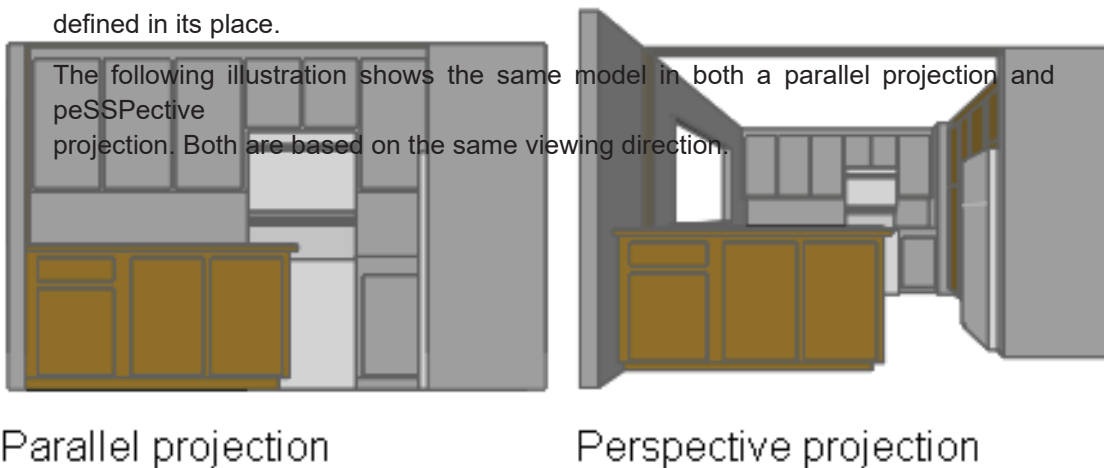 defined in its place.
The following illustration shows the same model in both a parallel projection and
peSSPective
projection. Both are based on the same viewing direction.
Parallel projection
Perspective projection